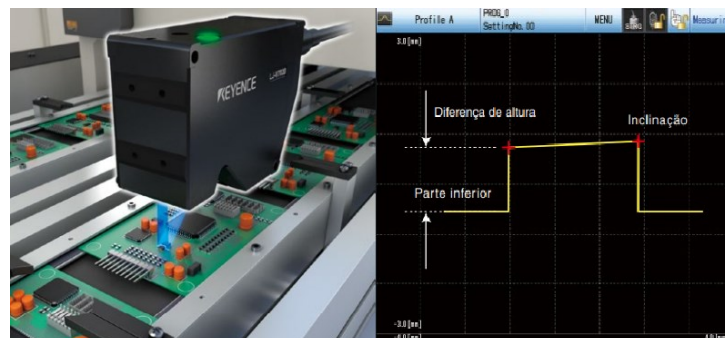 KEYENCE
Profile A
PROG_0
SettingNo.00
MENU
3.0[mm]
Diferença de altura
Inclinação
Parte inferior
-3.0[mm]